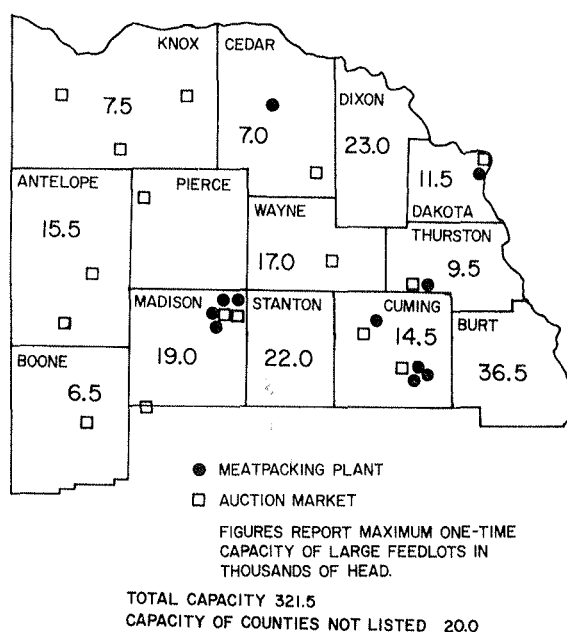 KNOX
CEDAR
7.5
7.0
DIXON
23.0
11.5
DAKOTA
ANTELOPE
15.5
PIERCE
WAYNE
17.0
THURSTON
9.5
MADISON
19.0
STANTON
22.0
CUMING
14.5
BURT
36.5
BOONE
6.5
MEATPACKING PLANT
AUCTION MARKET
FIGURES REPORT MAXIMUM ONE-TIME
CAPACITY OF LARGE FEEDLOTS IN
THOUSANDS OF HEAD.
TOTAL CAPACITY 321.5
CAPACITY OF COUNTIES NOT LISTED 20.0